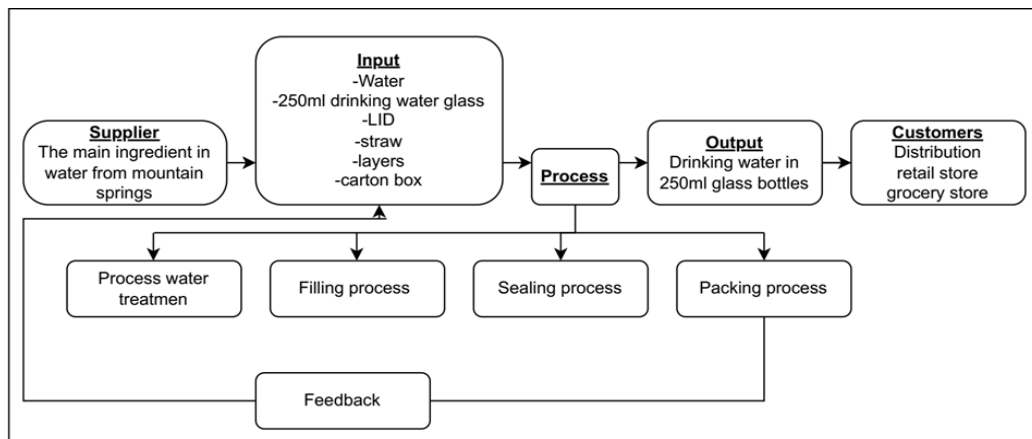 Supplier
The main ingredient in
water from mountain
springs
Input
-Water
-250ml drinking water glass
-LID
-straw
-layers
-carton box
Process
Output
Drinking water in
250ml glass bottles
Customers
Distribution
retail store
grocery store
Process water
treatmen
Filling process
Sealing process
Packing process
Feedback